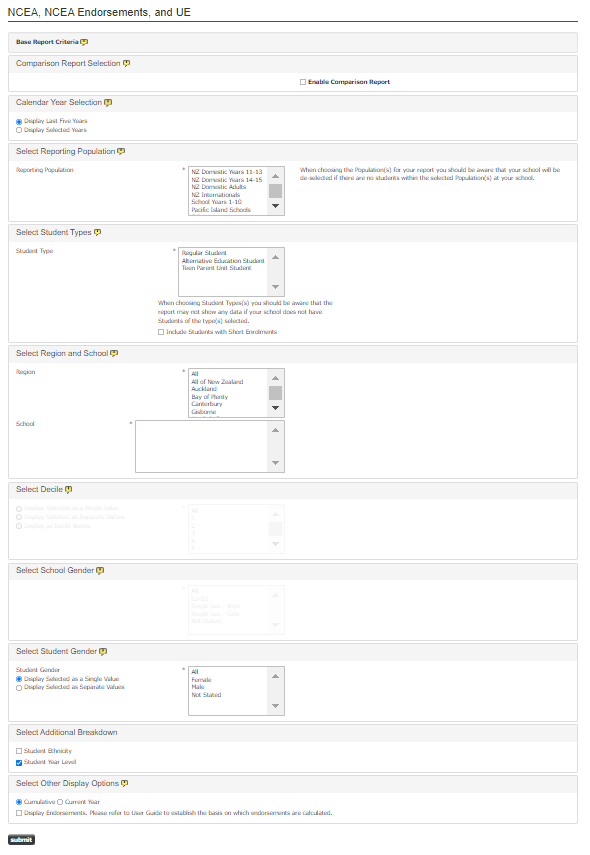 NCEA, NCEA Endorsements, and UE
Base Report Criteria
Comparison Report Selection
Enable Comparison Report
Calendar Year Selection
Display Last Five Years
Display Selected Years
Select Reporting Population
Reporting Population
*
NZ Domestic Years 11-13
NZ Domestic Years 14-15
NZ Domestic Adults
NZ Internationals
School Years 1-10
Pacific Island Schools
When choosing the Population(s) for your report you should be aware that your school will be
de-selected if there are no students within the selected Population(s) at your school.
Select Student Types
Student Type
*
Regular Student
Alternative Education Student
Teen Parent Unit Student
When choosing Student Types(s) you should be aware that the
report may not show any data if your school does not have
Students of the type(s) selected.
Include Students with Short Enrolments
Select Region and School
Region
*
All
All of New Zealand
Auckland
Bay of Plenty
Canterbury
Gisborne
School
*
Select Decile
Display Selected as a Single Value
Display Selected as Separate Values
Display as Decile Bands
*
All
1
2
3
4
5
Select School Gender
*
All
Co-Ed
Single Sex - Boys
Single Sex - Girls
Not Stated
Select Student Gender
Student Gender
Display Selected as a Single Value
Display Selected as Separate Values
*
All
Female
Male
Not Stated
Select Additional Breakdown
Student Ethnicity
Student Year Level
Select Other Display Options
Cumulative Current Year
Display Endorsements. Please refer to User Guide to establish the basis on which endorsements are calculated.
submit